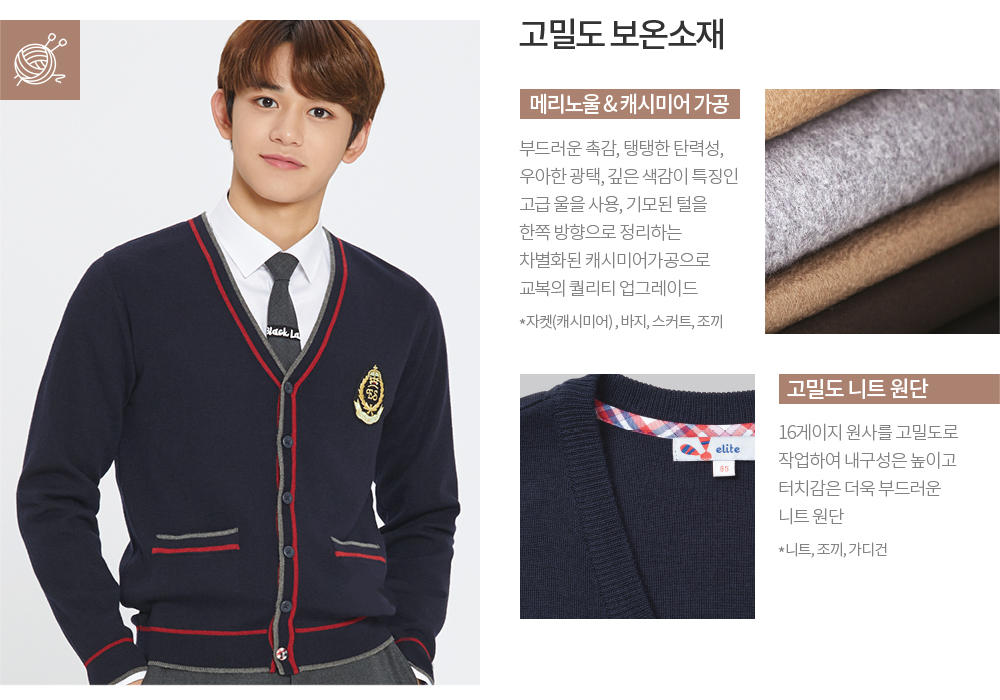 고밀도 보온소재
메리노울 & 캐시미어 가공
부드러운 촉감, 탱탱한 탄력성,
우아한 광택, 깊은 색감이 특징인
고급 울을 사용, 기모된 털을
한쪽 방향으로 정리하는
차별화된 캐시미어가공으로
교복의 퀄리티 업그레이드
*자켓(캐시미어) , 바지, 스커트, 조끼
Black La
elite
고밀도 니트 원단
16게이지 원사를 고밀도로
작업하여 내구성은 높이고
터치감은 더욱 부드러운
니트 원단
*니트, 조끼, 가디건